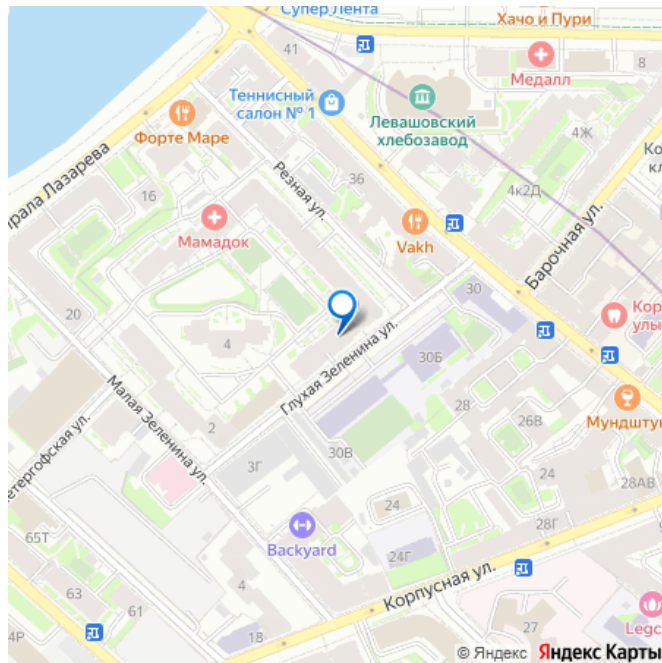 Супер Лента
Хачо и Пури
41
Медалл
8
Теннисный
салон № 1
Левашовский
хлебозавод
4Ж
Форте Маре
рала Лазарева
Резная ул.
36
4к2Д
16
Мамадок
Vakh
Барочная ул.
30
20
4
Глухая Зеленина ул.
30Б
Малая Зеленина ул.
28
26В
Мундштук
етергофская ул.
2
3Г
30В
24
28АВ
24
28Г
Backyard
65Т
24Г
Корпусная ул.
4
63
61
4Р
18
27
© Яндекс Яндекс Карты